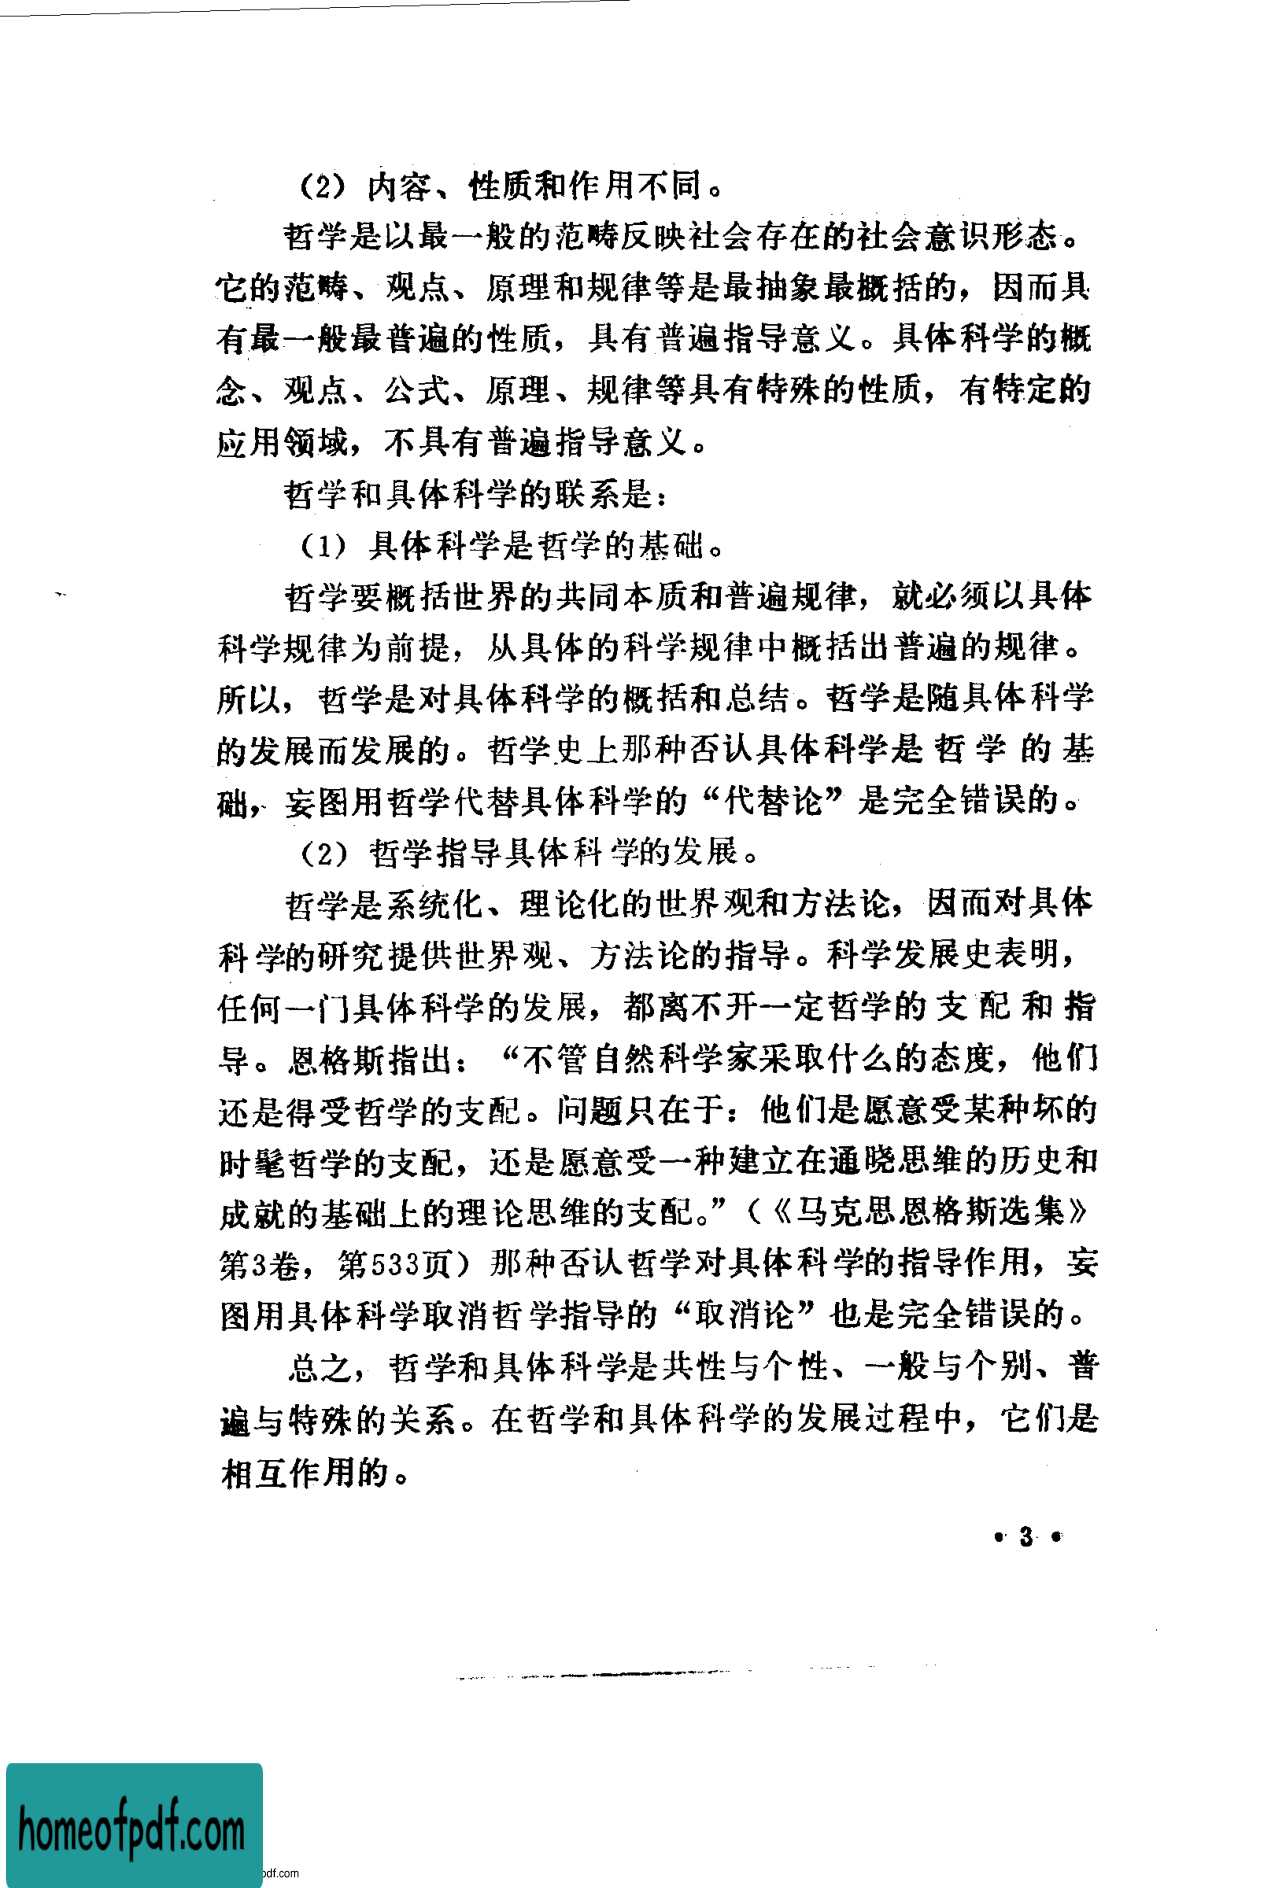 （2）内容、性质和作用不同。
哲学是以最一般的范畴反映社会存在的社会意识形态。
它的范畴、观点、原理和规律等是最抽象最概括的，因而具
有最一般最普遍的性质，具有普遍指导意义。具体科学的概
念、观点、公式、原理、规律等具有特殊的性质，有特定的
应用领域，不具有普遍指导意义。
哲学和具体科学的联系是：
（1）具体科学是哲学的基础。
哲学要概括世界的共同本质和普遍规律，就必须以具体
科学规律为前提，从具体的科学规律中概括出普遍的规律。
所以，哲学是对具体科学的概括和总结。哲学是随具体科学
的发展而发展的。哲学史上那种否认具体科学是哲学的基
础，妄图用哲学代替具体科学的“代替论”是完全错误的。
（2）哲学指导具体科学的发展。
哲学是系统化、理论化的世界观和方法论，因而对具体
科学的研究提供世界观、方法论的指导。科学发展史表明，
任何一门具体科学的发展，都离不开一定哲学的支配和指
导。恩格斯指出：“不管自然科学家采取什么的态度，他们
还是得受哲学的支配。问题只在于：他们是愿意受某种坏的
时髦哲学的支配，还是愿意受一种建立在通晓思维的历史和
成就的基础上的理论思维的支配。”（《马克思恩格斯选集》
第3卷，第533页）那种否认哲学对具体科学的指导作用，妄
图用具体科学取消哲学指导的“取消论”也是完全错误的。
总之，哲学和具体科学是共性与个性、一般与个别、普
遍与特殊的关系。在哲学和具体科学的发展过程中，它们是
相互作用的。
• 3 •
homeofpdf.com
pdf.com